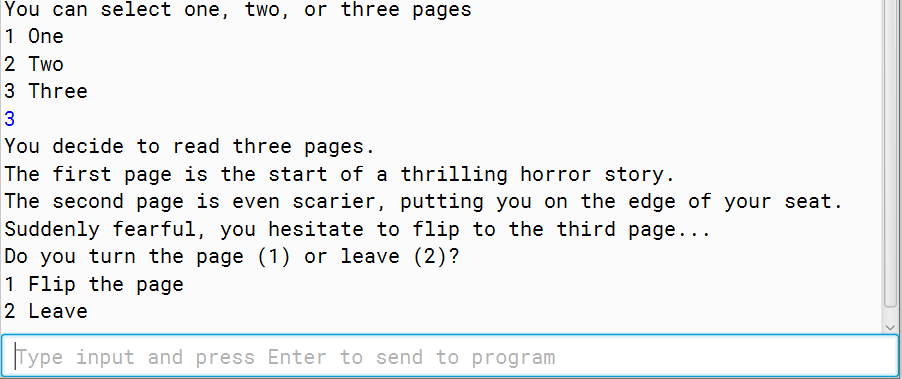 You can select one, two, or three pages
1 One
2 Two
3 Three
3
You decide to read three pages.
The first page is the start of a thrilling horror story.
The second page is even scarier, putting you on the edge of your seat.
Suddenly fearful, you hesitate to flip to the third page...
Do you turn the page (1) or leave (2)?
1 Flip the page
2 Leave
Type input and press Enter to send to program